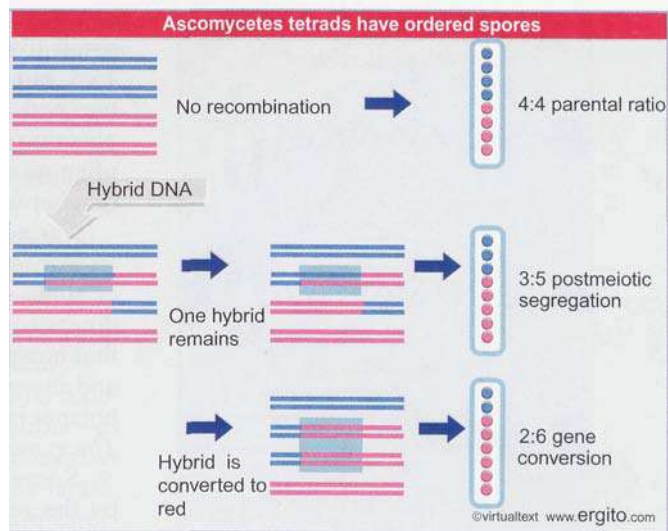 Ascomycetes tetrads have ordered spores
No recombination
4:4 parental ratio
Hybrid DNA
One hybrid
remains
3:5 postmeiotic
segregation
Hybrid is
converted to
red
2:6 gene
conversion
©virtualtext www.ergito.com